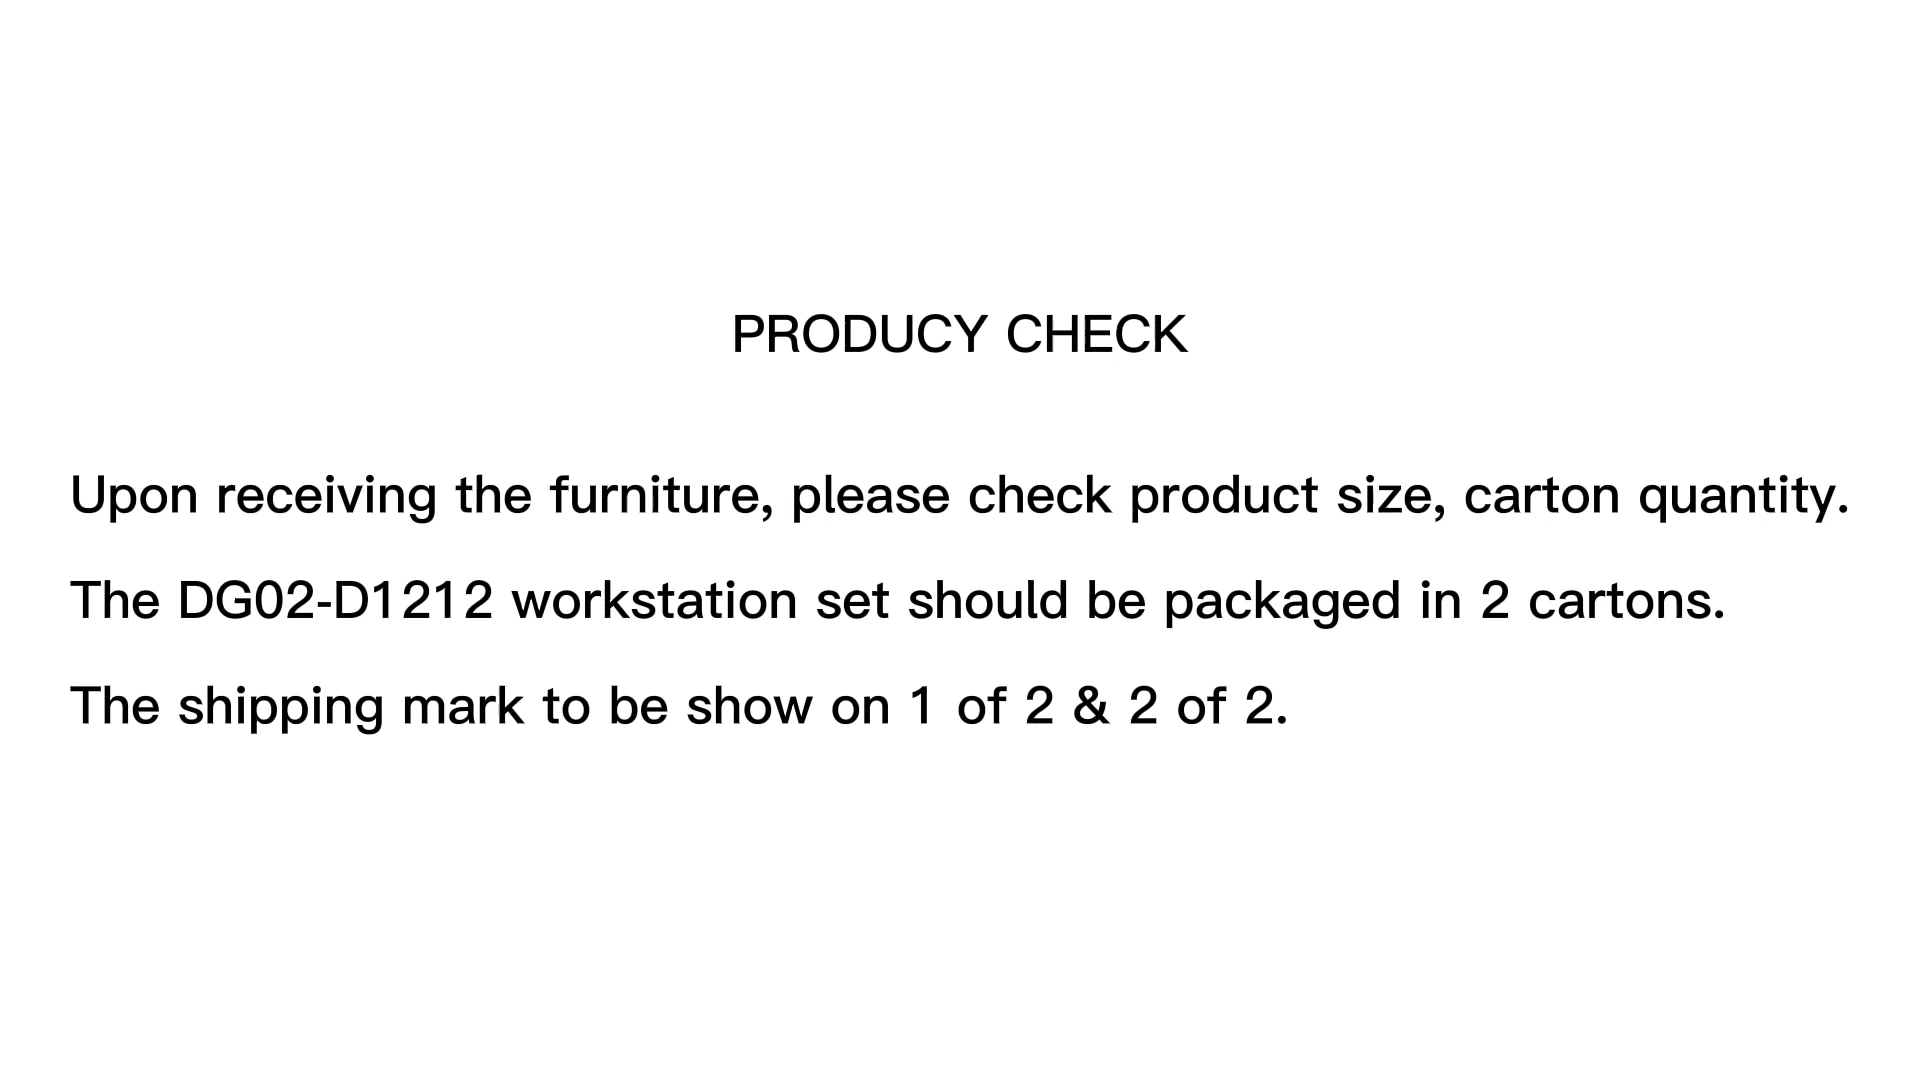 PRODUCY CHECK
Upon receiving the furniture, please check product size, carton quantity.
The DG02-D1212 workstation set should be packaged in 2 cartons.
The shipping mark to be show on 1 of 2 & 2 of 2.